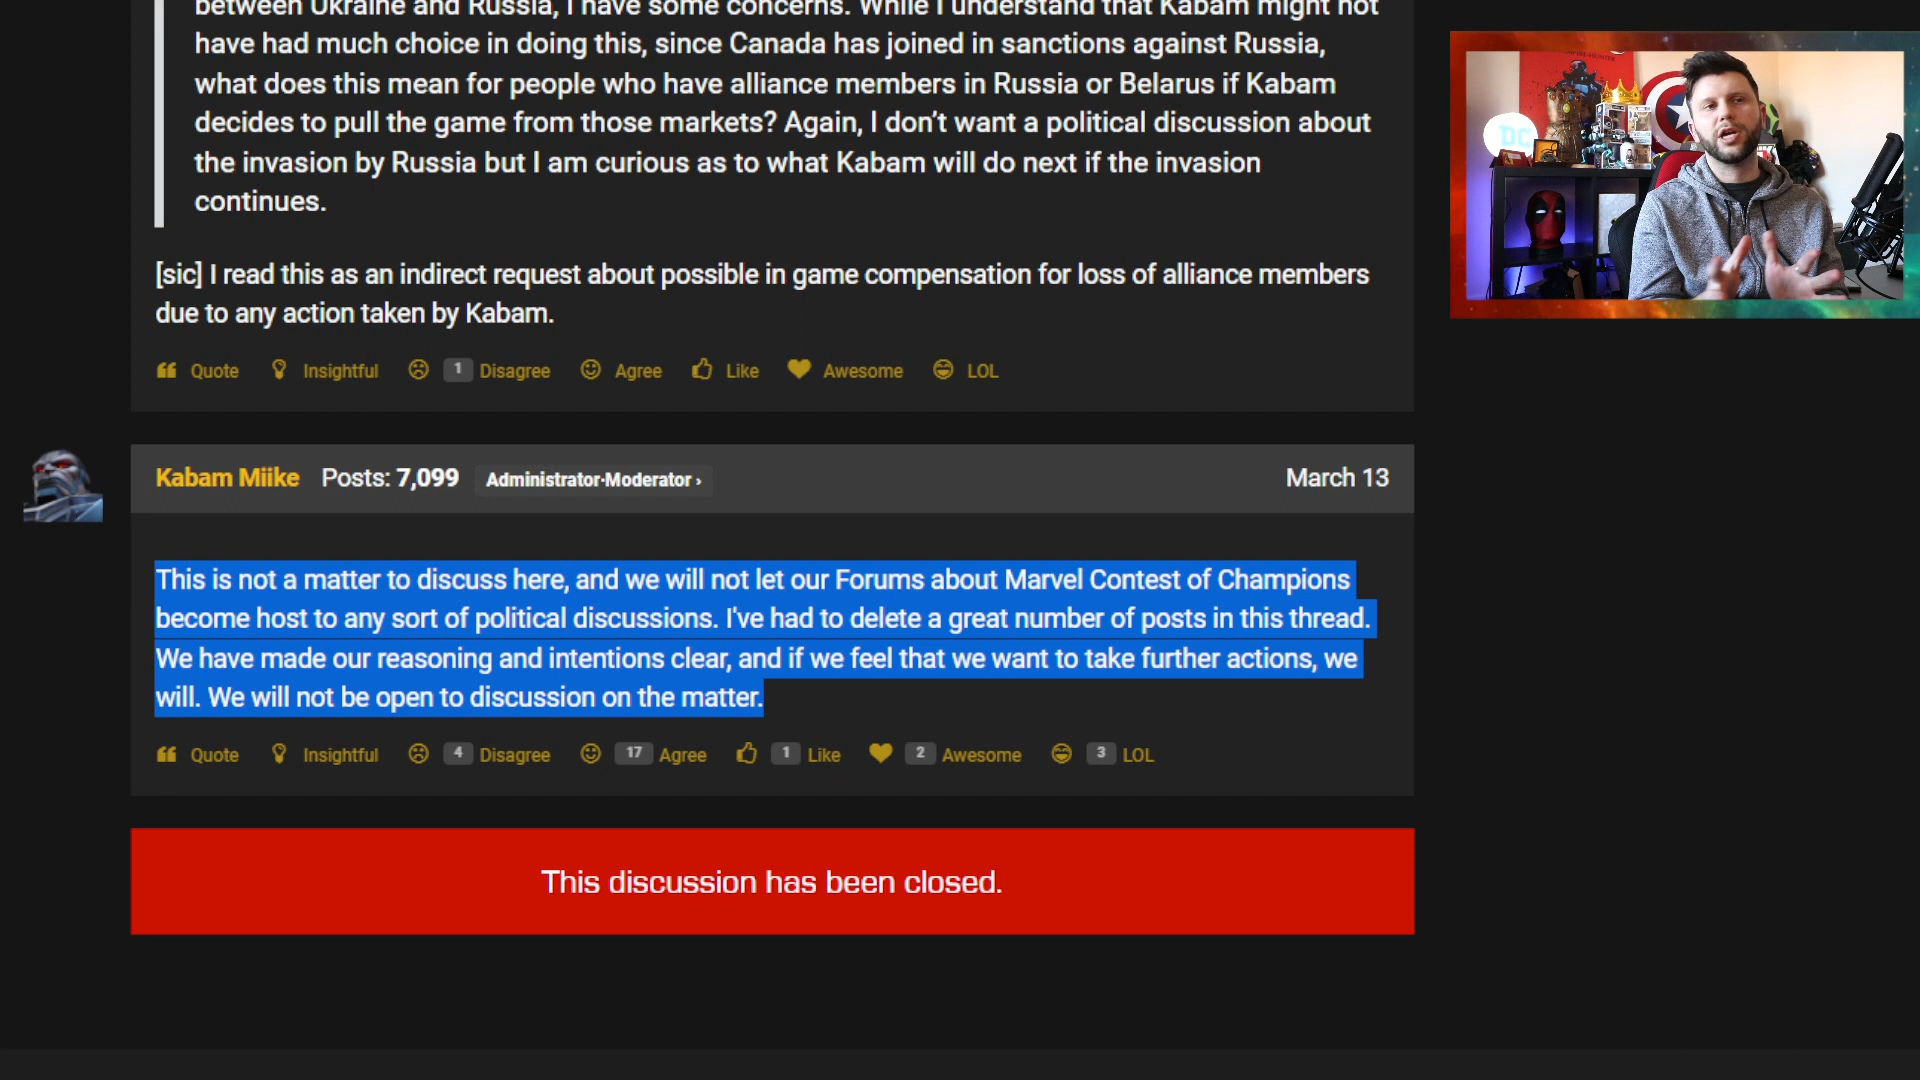 between Ukraine and Russia, I have some concerns. While I understand that Kabam might not
have had much choice in doing this, since Canada has joined in sanctions against Russia,
what does this mean for people who have alliance members in Russia or Belarus if Kabam
decides to pull the game from those markets? Again, I don’t want a political discussion about
the invasion by Russia but I am curious as to what Kabam will do next if the invasion
continues.
[sic] I read this as an indirect request about possible in game compensation for loss of alliance members
due to any action taken by Kabam.
Quote Insightful 1 Disagree Agree Like Awesome LOL
Kabam Miike Posts: 7,099 Administrator·Moderator › March 13
This is not a matter to discuss here, and we will not let our Forums about Marvel Contest of Champions
become host to any sort of political discussions. I've had to delete a great number of posts in this thread.
We have made our reasoning and intentions clear, and if we feel that we want to take further actions, we
will. We will not be open to discussion on the matter.
Quote Insightful 4 Disagree 17 Agree 1 Like 2 Awesome 3 LOL
This discussion has been closed.
DC